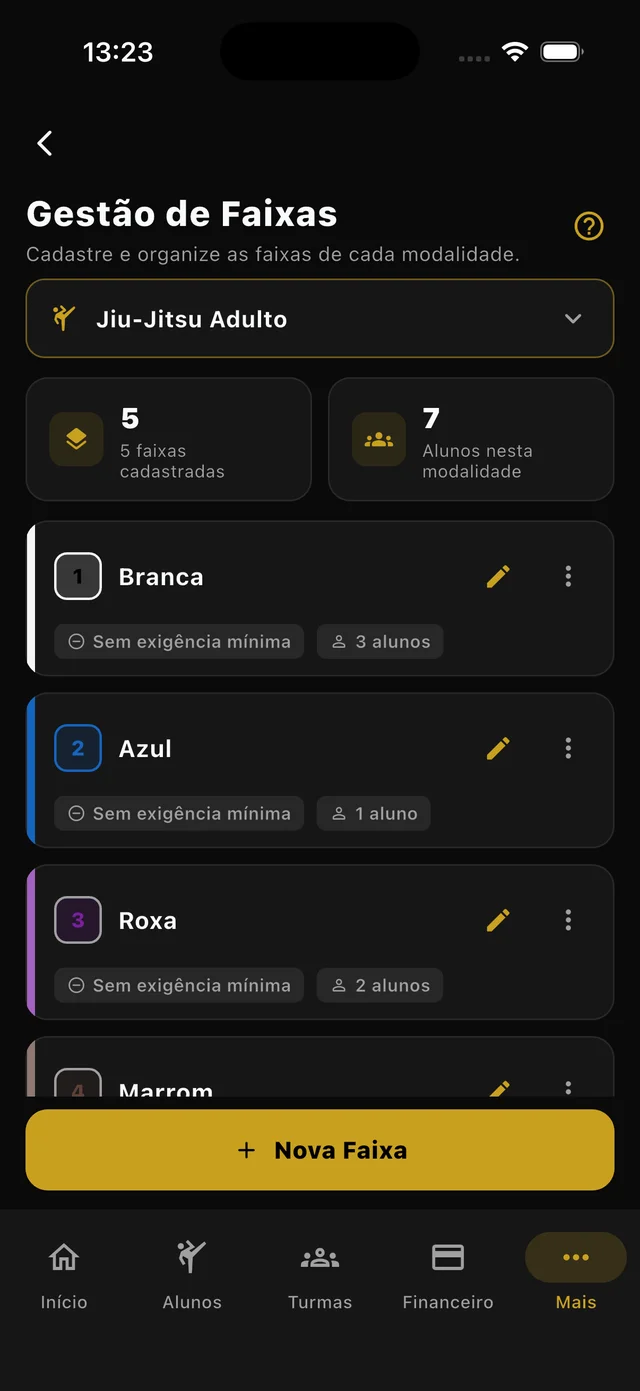 13:23
Gestão de Faixas
Cadastre e organize as faixas de cada modalidade.
Jiu-Jitsu Adulto
5
5 faixas
cadastradas
7
Alunos nesta
modalidade
1
Branca
Sem exigência mínima
3 alunos
2
Azul
Sem exigência mínima
1 aluno
3
Roxa
Sem exigência mínima
2 alunos
4
Marrom
+ Nova Faixa
Início
Alunos
Turmas
Financeiro
Mais